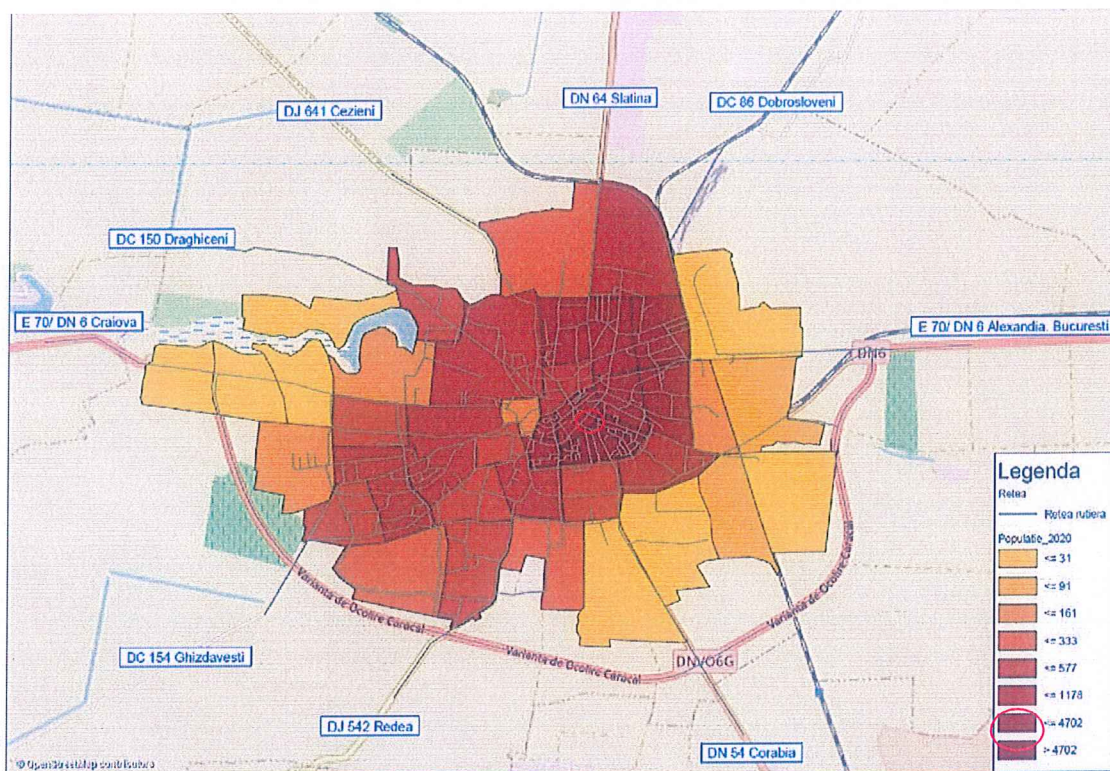 DN 64 Slatina
DC 86 Dobrosloveni
DJ 641 Cezieni
DC 150 Draghiceni
E 70/ DN 6 Craiova
E 70/ DN 6 Alexandia. Bucuresti
DN6
Legenda
Retea
Retea rutiera
Populatie_2020
<= 31
<= 91
<= 161
<= 333
<= 577
<= 1178
<= 4702
> 4702
Varianta de Ocolire Caracal
Varianta de Ocolire Caracal
Varianta de Ocolire Caracal
DNVO6G
DC 154 Ghizdavesti
DJ 542 Redea
DN 54 Corabia
© OpenStreetMap contributors